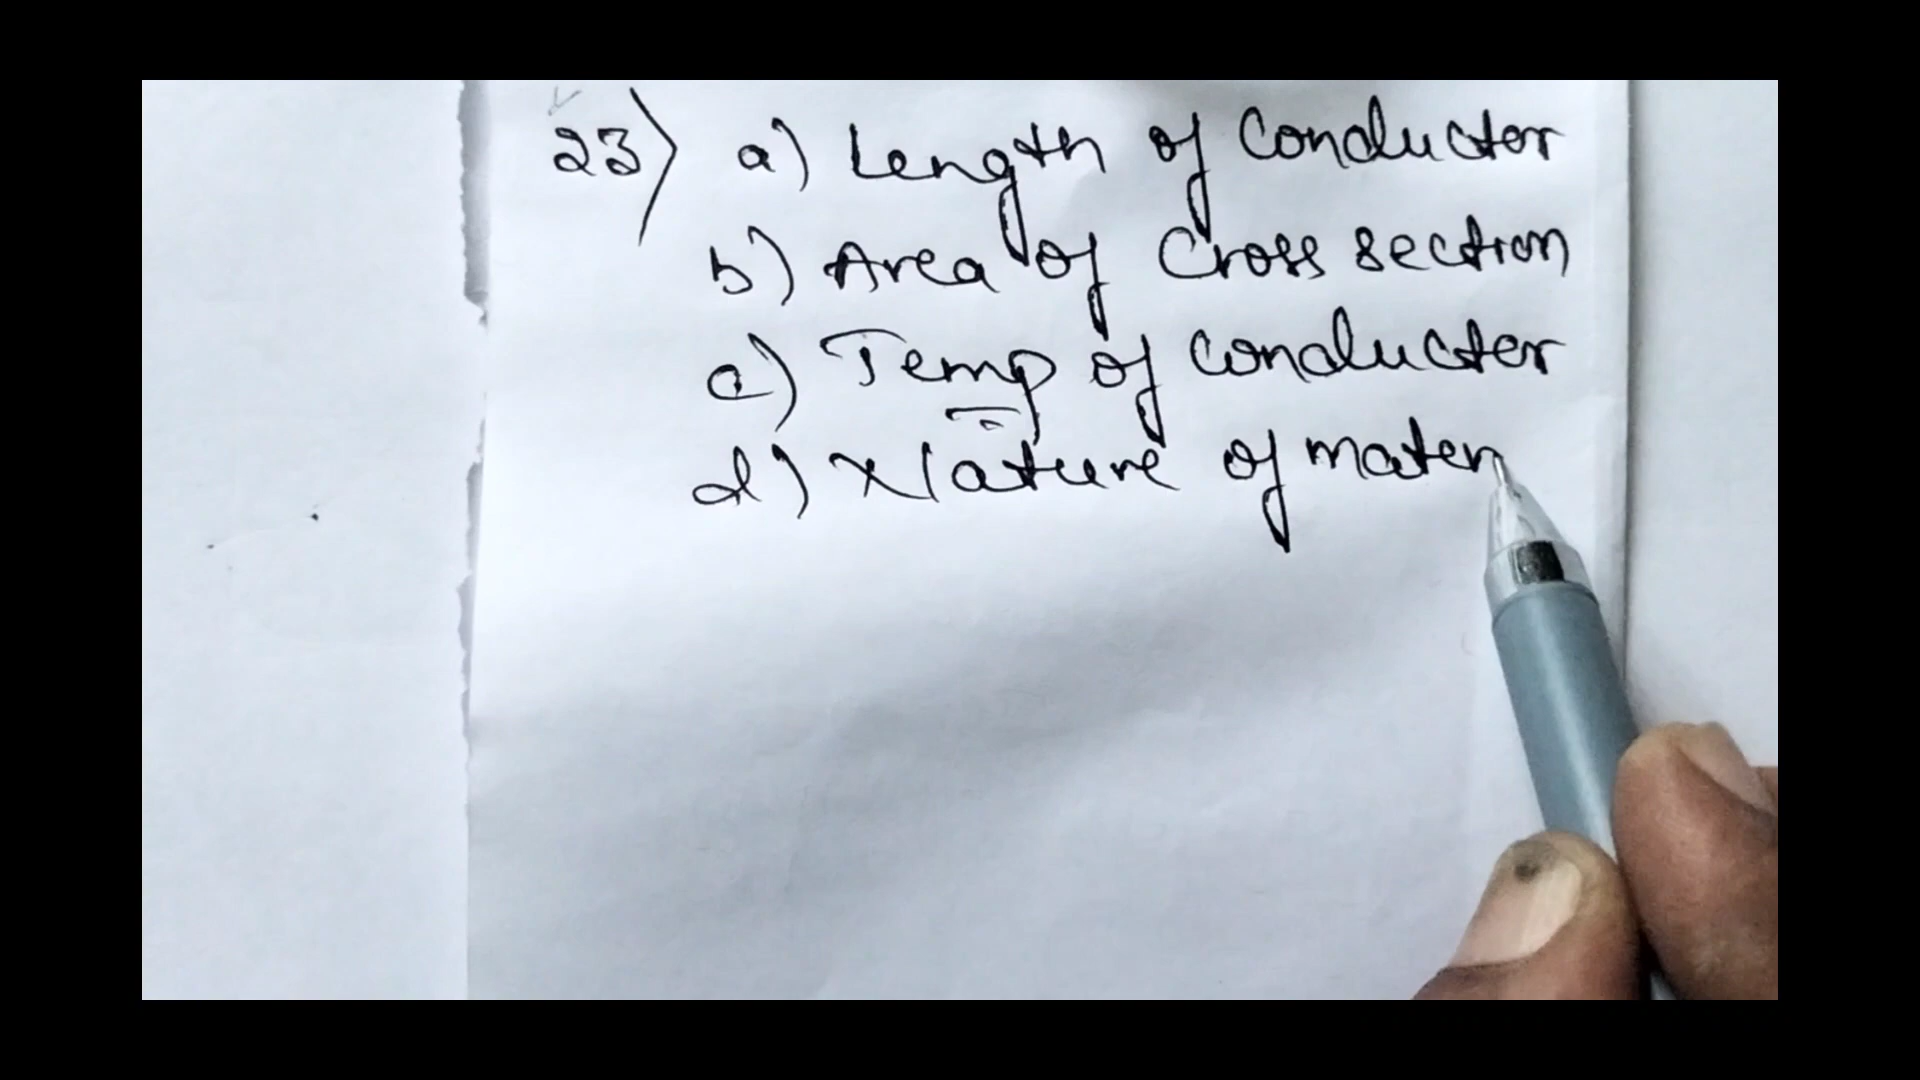 23) a) Length of Conductor
b) Area of Cross section
c) Temp of conductor
d) Nature of mater